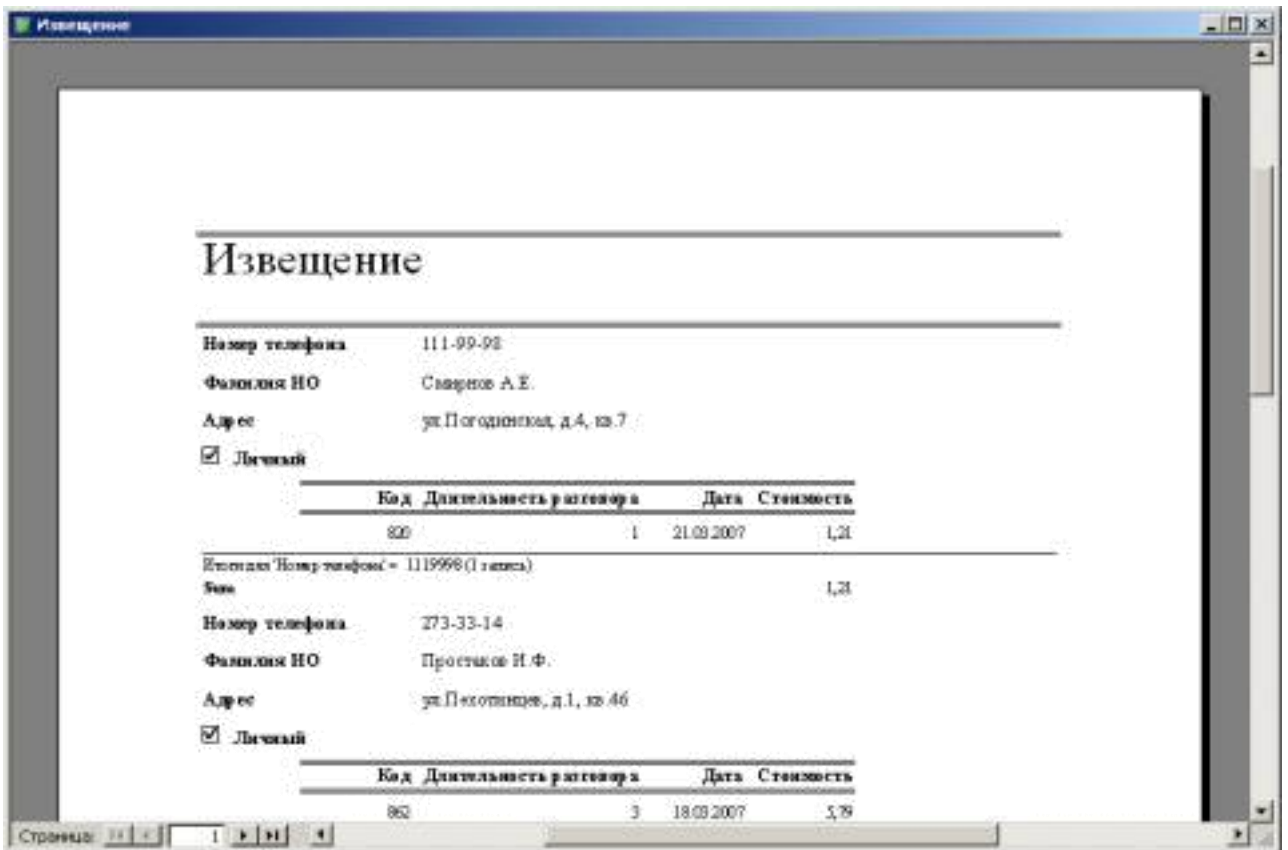 Извещение
Извещение
Номер телефона 111-99-98
Фамилия ИО Смирнов А.Е.
Адрес ул.Погодинская, д.4, кв.7
Личный
Код Длительность разговора Дата Стоимость
820 1 21.03.2007 1,21
Итоги для 'Номер телефона' = 1119998 (1 запись)
Sum 1,21
Номер телефона 273-33-14
Фамилия ИО Простаков И.Ф.
Адрес ул.Пехотинцев, д.1, кв.46
Личный
Код Длительность разговора Дата Стоимость
862 3 18.03.2007 5,79
Страница: 1